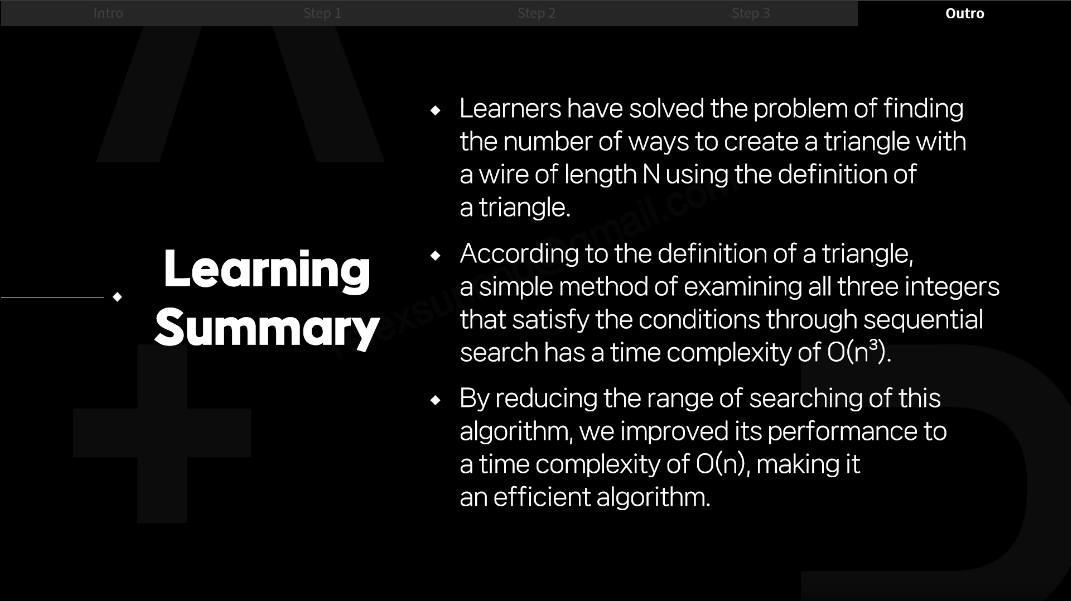 Intro
Step 1
Step 2
Step 3
Outro
Learning
Summary
Learners have solved the problem of finding
the number of ways to create a triangle with
a wire of length N using the definition of
a triangle.
According to the definition of a triangle,
a simple method of examining all three integers
that satisfy the conditions through sequential
search has a time complexity of O(n³).
By reducing the range of searching of this
algorithm, we improved its performance to
a time complexity of O(n), making it
an efficient algorithm.